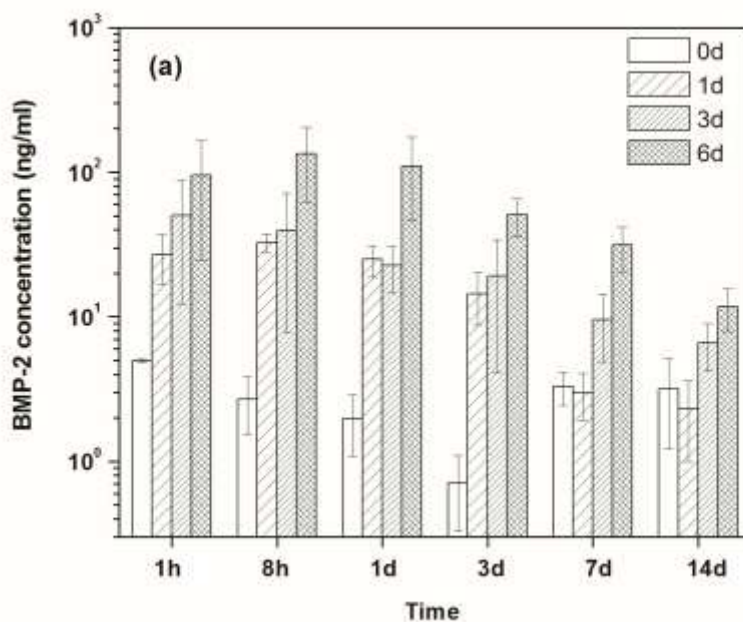 (a)
0d
1d
3d
6d
BMP-2 concentration (ng/ml)
10³
10²
10¹
10⁰
1h 8h 1d 3d 7d 14d
Time